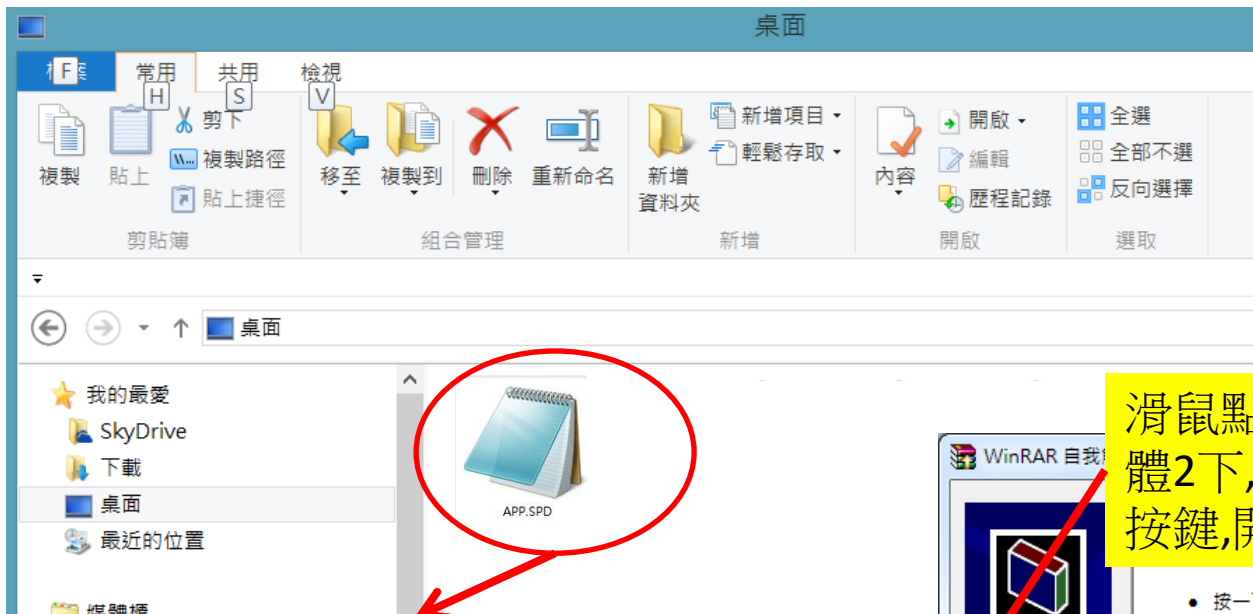 桌面
F
常用 共用 檢視
H S V
複製
貼上
剪下
複製路徑
貼上捷徑
移至
複製到
刪除
重新命名
新增
資料夾
新增項目
輕鬆存取
內容
開啟
編輯
歷程記錄
全選
全部不選
反向選擇
剪貼簿 組合管理 新增 開啟 選取
桌面
我的最愛
SkyDrive
下載
桌面
最近的位置
媒體櫃
APP.SPD
WinRAR 自我
滑鼠點
體2下,
按鍵,開
按一